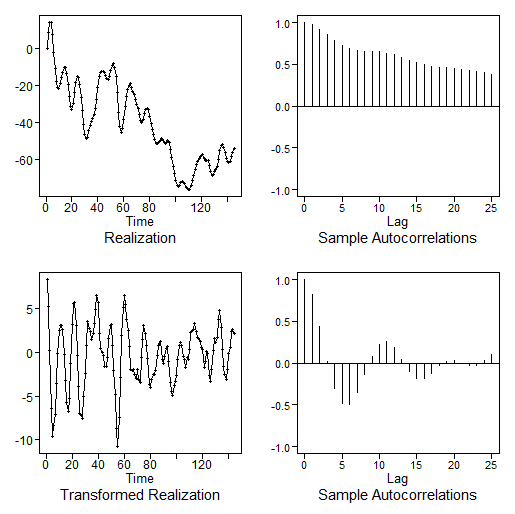 0
-20
-40
-60
0 20 40 60 80 120
Time
Realization
1.0
0.5
0.0
-0.5
-1.0
0 5 10 15 20 25
Lag
Sample Autocorrelations
5
0
-5
-10
0 20 40 60 80 120
Time
Transformed Realization
1.0
0.5
0.0
-0.5
-1.0
0 5 10 15 20 25
Lag
Sample Autocorrelations